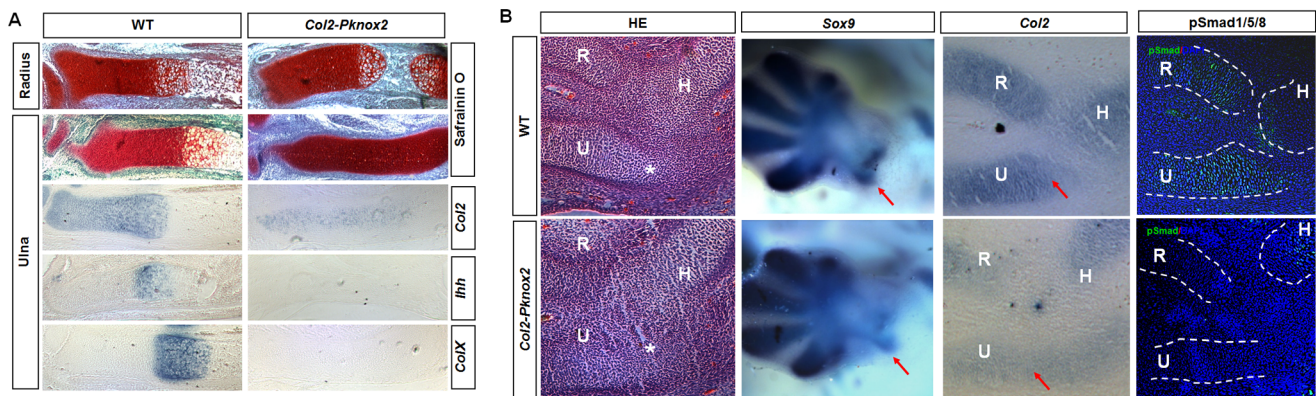 A
WT
Col2-Pknox2
Radius
Safrainin O
Ulna
Col2
Ihh
ColX
B
HE
Sox9
Col2
pSmad1/5/8
WT
R
H
U
*
R
H
U
pSmad/
R
H
U
Col2-Pknox2
R
H
U
*
R
H
U
pSmad/
R
H
U